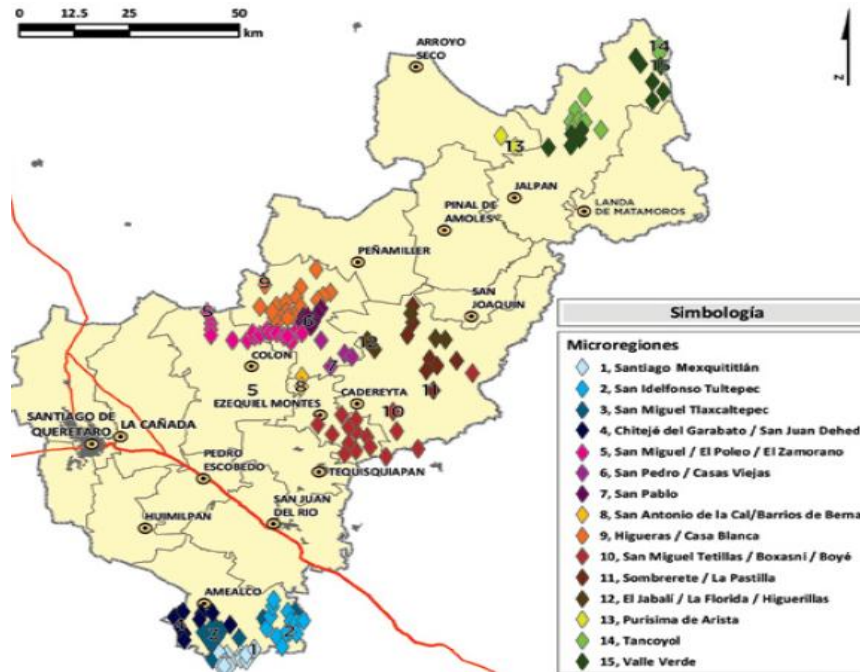 0 12.5 25 50
km
ARROYO
SECO
14
15
13
JALPAN
PINAL DE
AMOLES
LANDA
DE MATAMOROS
PEÑAMILLER
9
SAN
JOAQUIN
5
6
12
COLON
7
5
8
11
EZEQUIEL MONTES
CADEREYTA
10
SANTIAGO DE
QUERETARO
LA CAÑADA
PEDRO
ESCOBEDO
TEQUISQUIAPAN
HUIMILPAN
SAN JUAN
DEL RIO
AMEALCO
4
3
2
1
Z
Simbología
Microregiones
1, Santiago Mexquititlán
2, San Idelfonso Tultepec
3, San Miguel Tlaxcaltepec
4, Chitejé del Garabato / San Juan Dehed
5, San Miguel / El Poleo / El Zamorano
6, San Pedro / Casas Viejas
7, San Pablo
8, San Antonio de la Cal/Barrios de Berna
9, Higueras / Casa Blanca
10, San Miguel Tetillas / Boxasni / Boyé
11, Sombrerete / La Pastilla
12, El Jabalí / La Florida / Higuerillas
13, Purisima de Arista
14, Tancoyol
15, Valle Verde